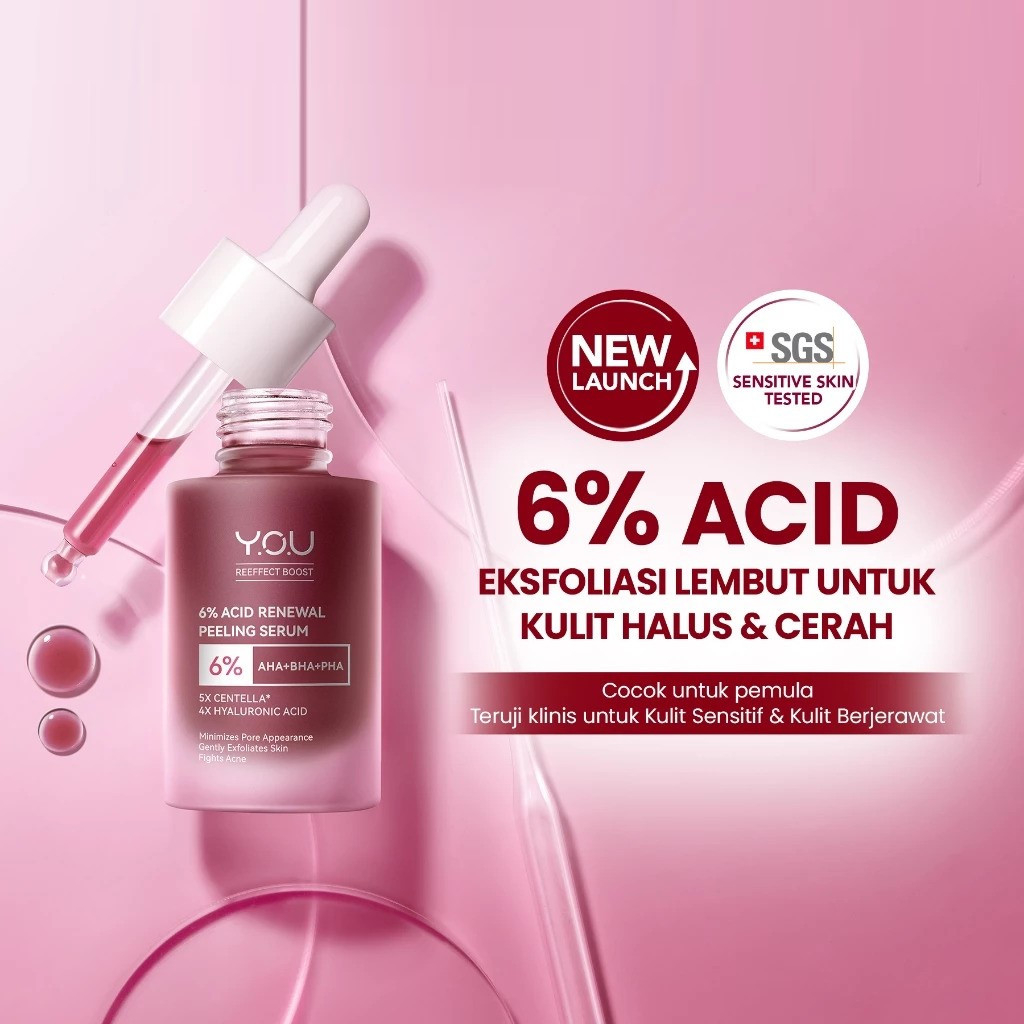 Y.O.U
REEFFECT BOOST
6% ACID RENEWAL
PEELING SERUM
6% AHA+BHA+PHA
5X CENTELLA*
4X HYALURONIC ACID
Minimizes Pore Appearance
Gently Exfoliates Skin
Fights Acne
NEW
LAUNCH
SGS
SENSITIVE SKIN
TESTED
6% ACID
EKSFOLIASI LEMBUT UNTUK
KULIT HALUS & CERAH
Cocok untuk pemula
Teruji klinis untuk Kulit Sensitif & Kulit Berjerawat